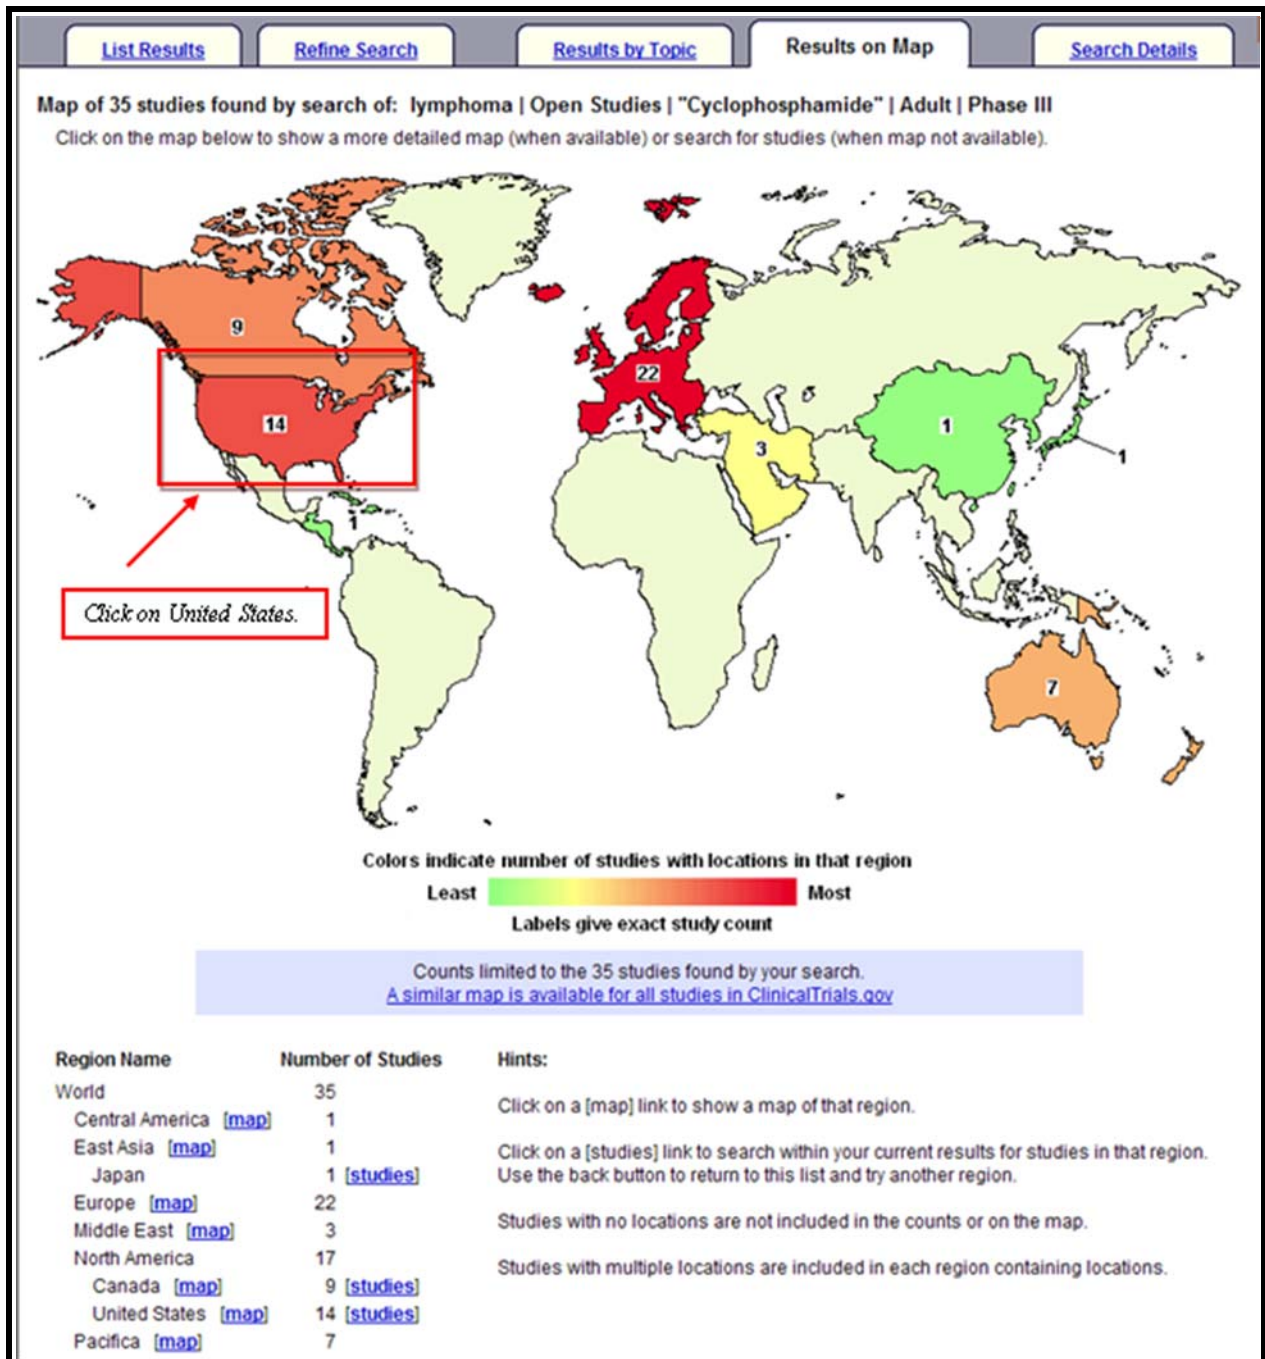 List Results
Refine Search
Results by Topic
Results on Map
Search Details
Map of 35 studies found by search of: lymphoma | Open Studies | "Cyclophosphamide" | Adult | Phase III
Click on the map below to show a more detailed map (when available) or search for studies (when map not available).
9
14
22
3
1
1
1
7
Click on United States.
Colors indicate number of studies with locations in that region
Least
Most
Labels give exact study count
Counts limited to the 35 studies found by your search.
A similar map is available for all studies in ClinicalTrials.gov
Region Name Number of Studies
World 35
Central America [map] 1
East Asia [map] 1
Japan 1 [studies]
Europe [map] 22
Middle East [map] 3
North America 17
Canada [map] 9 [studies]
United States [map] 14 [studies]
Pacifica [map] 7
Hints:
Click on a [map] link to show a map of that region.
Click on a [studies] link to search within your current results for studies in that region.
Use the back button to return to this list and try another region.
Studies with no locations are not included in the counts or on the map.
Studies with multiple locations are included in each region containing locations.